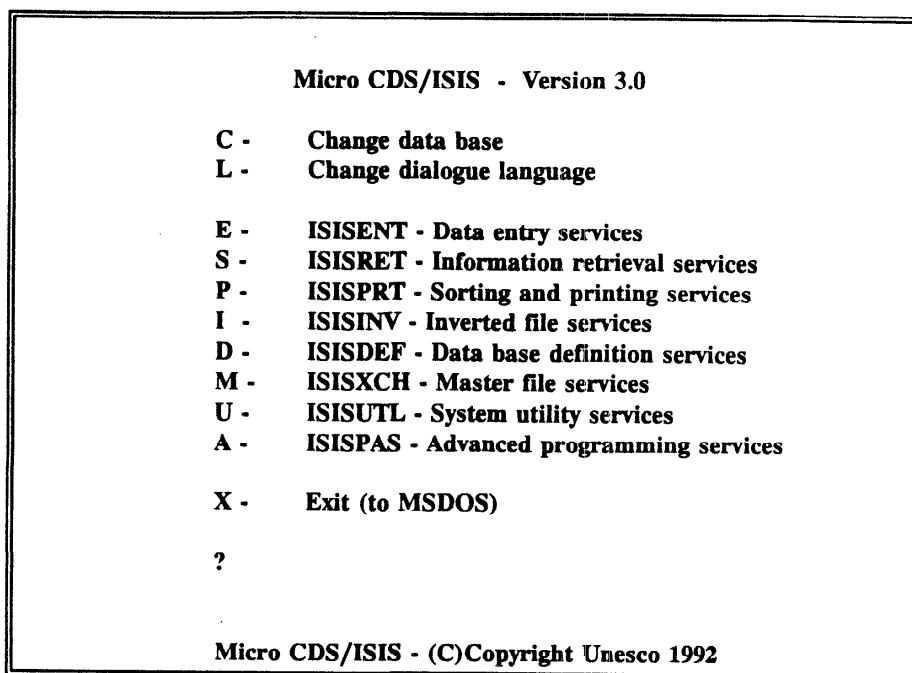 Micro CDS/ISIS - Version 3.0
C - Change data base
L - Change dialogue language
E - ISISENT - Data entry services
S - ISISRET - Information retrieval services
P - ISISPRT - Sorting and printing services
I - ISISINV - Inverted file services
D - ISISDEF - Data base definition services
M - ISISXCH - Master file services
U - ISISUTL - System utility services
A - ISISPAS - Advanced programming services
X - Exit (to MSDOS)
?
Micro CDS/ISIS - (C)Copyright Unesco 1992